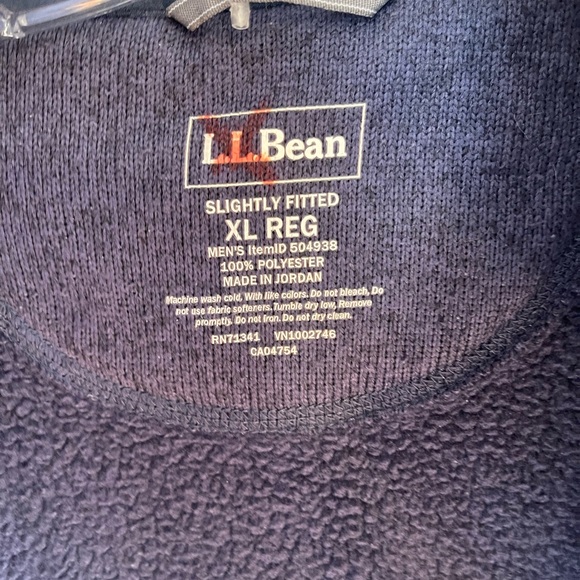 L.L.Bean
SLIGHTLY FITTED
XL REG
MEN'S ItemID 504938
100% POLYESTER
MADE IN JORDAN
Machine wash cold, With like colors. Do not bleach, Do
not use fabric softeners. Tumble dry low, Remove
promptly. Do not iron. Do not dry clean.
RN71341 VN1002746
CA04754